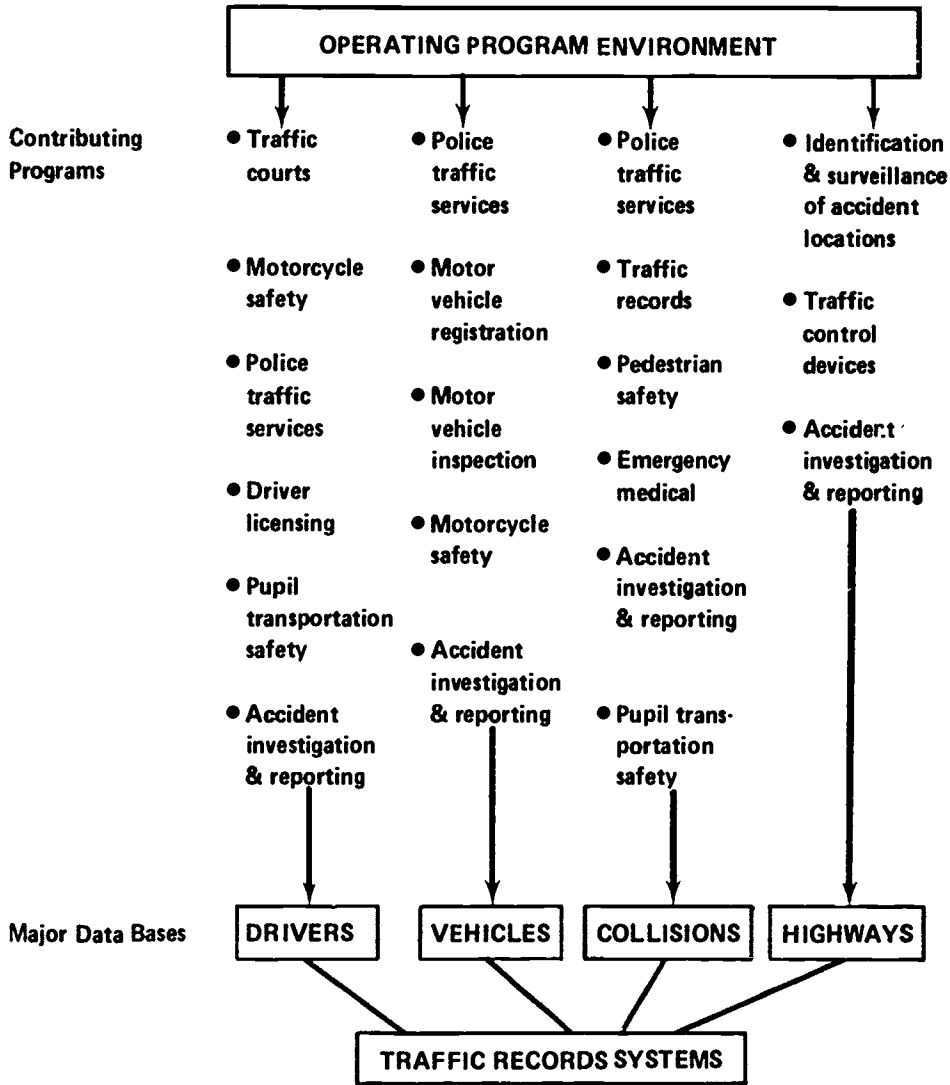 OPERATING PROGRAM ENVIRONMENT
Contributing
Programs
● Traffic
courts
● Motorcycle
safety
● Police
traffic
services
● Driver
licensing
● Pupil
transportation
safety
● Accident
investigation
& reporting
● Police
traffic
services
● Motor
vehicle
registration
● Motor
vehicle
inspection
● Motorcycle
safety
● Accident
investigation
& reporting
● Police
traffic
services
● Traffic
records
● Pedestrian
safety
● Emergency
medical
● Accident
investigation
& reporting
● Pupil trans-
portation
safety
● Identification
& surveillance
of accident
locations
● Traffic
control
devices
● Accident
investigation
& reporting
Major Data Bases
DRIVERS
VEHICLES
COLLISIONS
HIGHWAYS
TRAFFIC RECORDS SYSTEMS